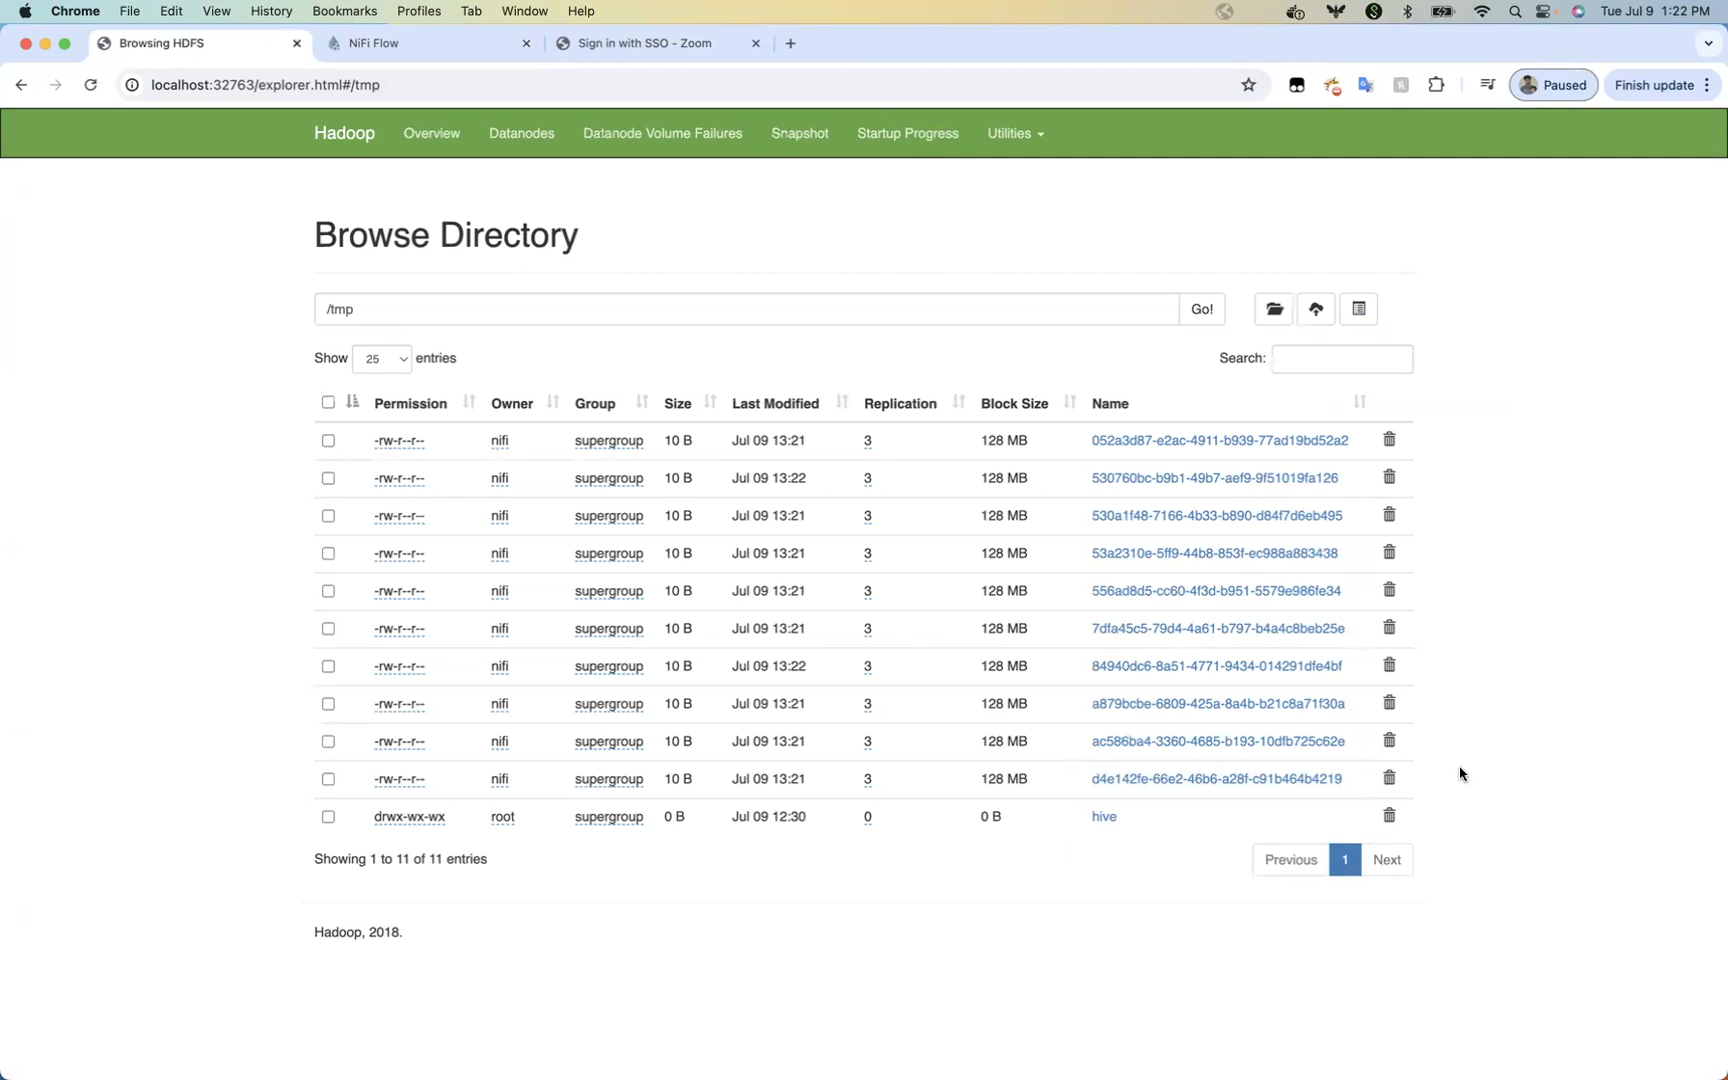 Chrome File Edit View History Bookmarks Profiles Tab Window Help Tue Jul 9 1:22 PM
Browsing HDFS NiFi Flow Sign in with SSO - Zoom
localhost:32763/explorer.html#/tmp Paused Finish update
Hadoop Overview Datanodes Datanode Volume Failures Snapshot Startup Progress Utilities
Browse Directory
/tmp Go!
Show 25 entries Search:
Permission Owner Group Size Last Modified Replication Block Size Name
-rw-r--r-- nifi supergroup 10 B Jul 09 13:21 3 128 MB 052a3d87-e2ac-4911-b939-77ad19bd52a2
-rw-r--r-- nifi supergroup 10 B Jul 09 13:22 3 128 MB 530760bc-b9b1-49b7-aef9-9f51019fa126
-rw-r--r-- nifi supergroup 10 B Jul 09 13:21 3 128 MB 530a1f48-7166-4b33-b890-d84f7d6eb495
-rw-r--r-- nifi supergroup 10 B Jul 09 13:21 3 128 MB 53a2310e-5ff9-44b8-853f-ec988a883438
-rw-r--r-- nifi supergroup 10 B Jul 09 13:21 3 128 MB 556ad8d5-cc60-4f3d-b951-5579e986fe34
-rw-r--r-- nifi supergroup 10 B Jul 09 13:21 3 128 MB 7dfa45c5-79d4-4a61-b797-b4a4c8beb25e
-rw-r--r-- nifi supergroup 10 B Jul 09 13:22 3 128 MB 84940dc6-8a51-4771-9434-014291dfe4bf
-rw-r--r-- nifi supergroup 10 B Jul 09 13:21 3 128 MB a879bcbe-6809-425a-8a4b-b21c8a71f30a
-rw-r--r-- nifi supergroup 10 B Jul 09 13:21 3 128 MB ac586ba4-3360-4685-b193-10dfb725c62e
-rw-r--r-- nifi supergroup 10 B Jul 09 13:21 3 128 MB d4e142fe-66e2-46b6-a28f-c91b464b4219
drwx-wx-wx root supergroup 0 B Jul 09 12:30 0 0 B hive
Showing 1 to 11 of 11 entries Previous 1 Next
Hadoop, 2018.